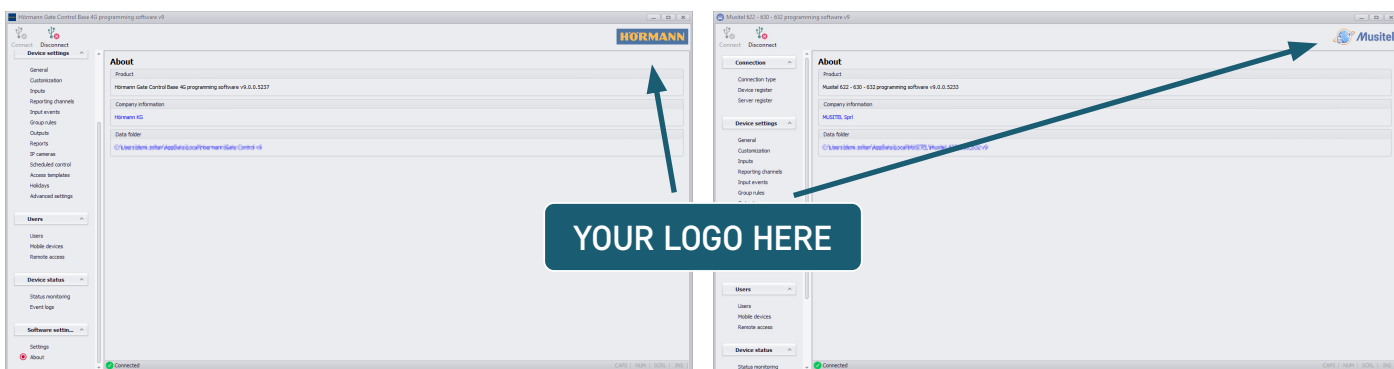 Hörmann Gate Control Base 4G programming software v9
Connect Disconnect
HÖRMANN
Device settings
General
Customization
Inputs
Reporting channels
Input events
Group rules
Outputs
Reports
IP cameras
Scheduled control
Access templates
Holidays
Advanced settings
Users
Users
Mobile devices
Remote access
Device status
Status monitoring
Event logs
Software settin...
Settings
About
About
Product
Hörmann Gate Control Base 4G programming software v9.0.0.5237
Company information
Hörmann KG
Data folder
Connected
CAPS | NUM | SCRL | INS
Musitel 622 - 630 - 632 programming software v9
Connect Disconnect
Musitel
Connection
Connection type
Device register
Server register
Device settings
General
Customization
Inputs
Reporting channels
Input events
Group rules
Users
Users
Mobile devices
Remote access
Device status
Status monitoring
About
Product
Musitel 622 - 630 - 632 programming software v9.0.0.5233
Company information
MUSITEL Sprl
Data folder
Connected
CAPS | NUM | SCRL | INS
YOUR LOGO HERE